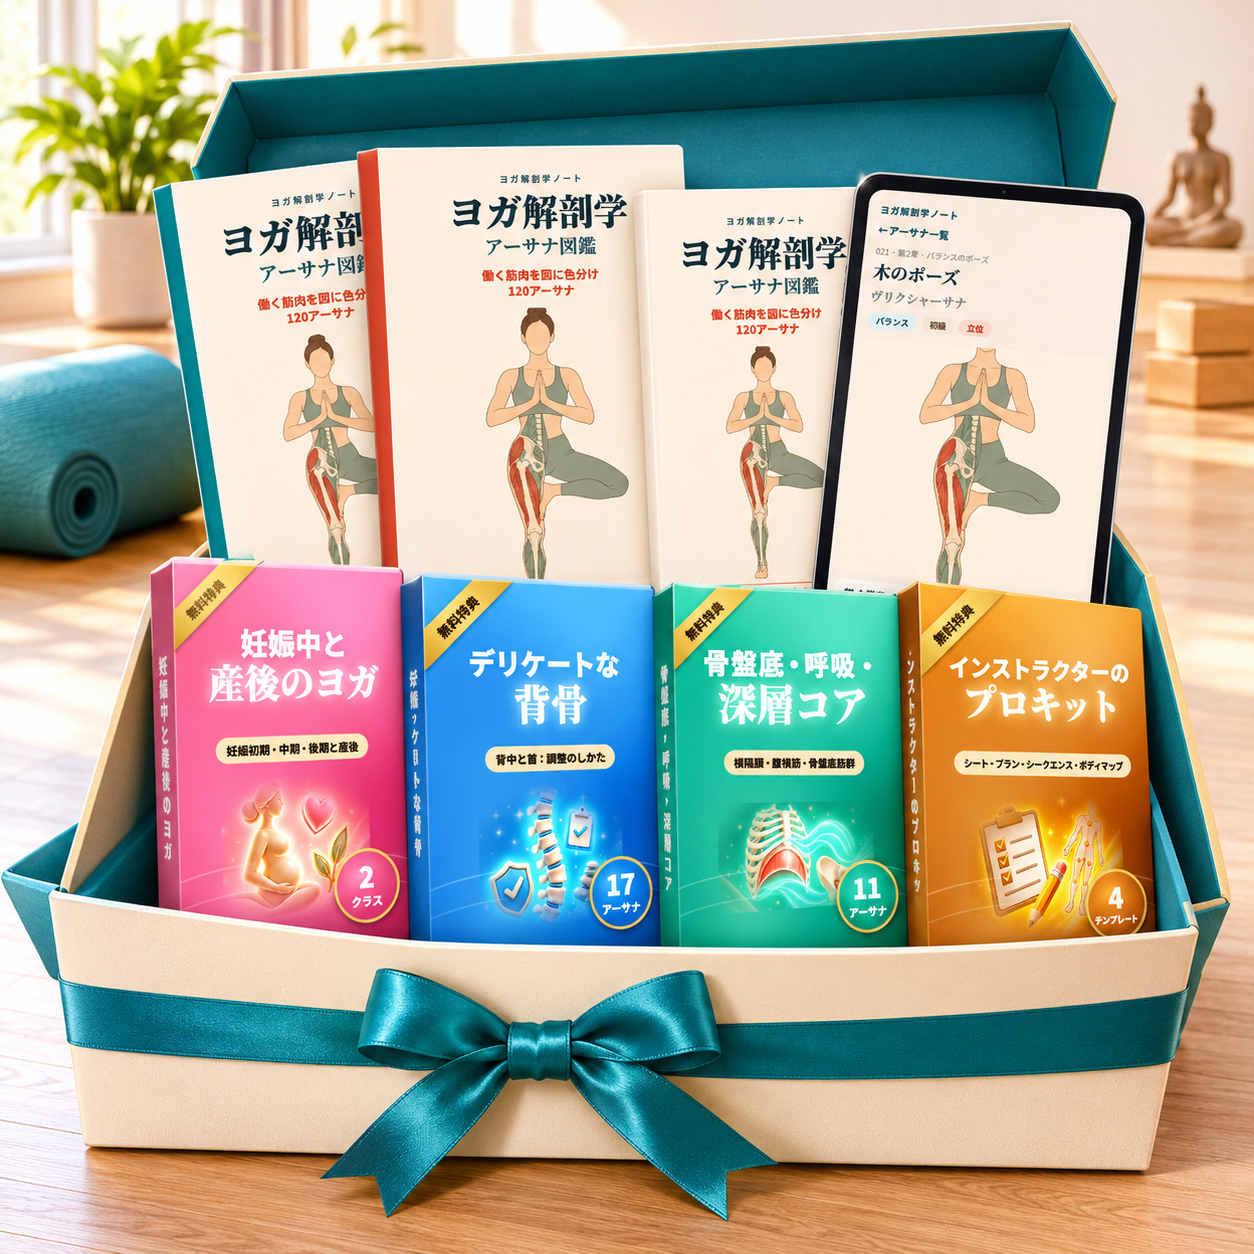 ヨガ解剖学ノート
ヨガ解剖
アーサナ図鑑
働く筋肉を図に色分
120アーサナ
ヨガ解剖学ノート
ヨガ解剖学
アーサナ図鑑
働く筋肉を図に色分け
120アーサナ
ヨガ解剖学ノート
ヨガ解剖学
アーサナ図鑑
働く筋肉を図に色分け
120アーサナ
ヨガ解剖学ノート
←アーサナ一覧
021・第2章・バランスのポーズ
木のポーズ
ヴリクシャーサナ
バランス
初級
立位
無料特典
妊娠中と
産後のヨガ
妊娠初期・中期・後期と産後
2
クラス
妊娠中と産後のヨガ
無料特典
デリケートな
背骨
背中と首：調整のしかた
17
アーサナ
無料特典
骨盤底・呼吸・
深層コア
横隔膜・腹横筋・骨盤底筋群
11
アーサナ
骨盤底・呼吸・深層コア
無料特典
インストラクターの
プロキット
シート・プラン・シークエンス・ボディマップ
4
テンプレート